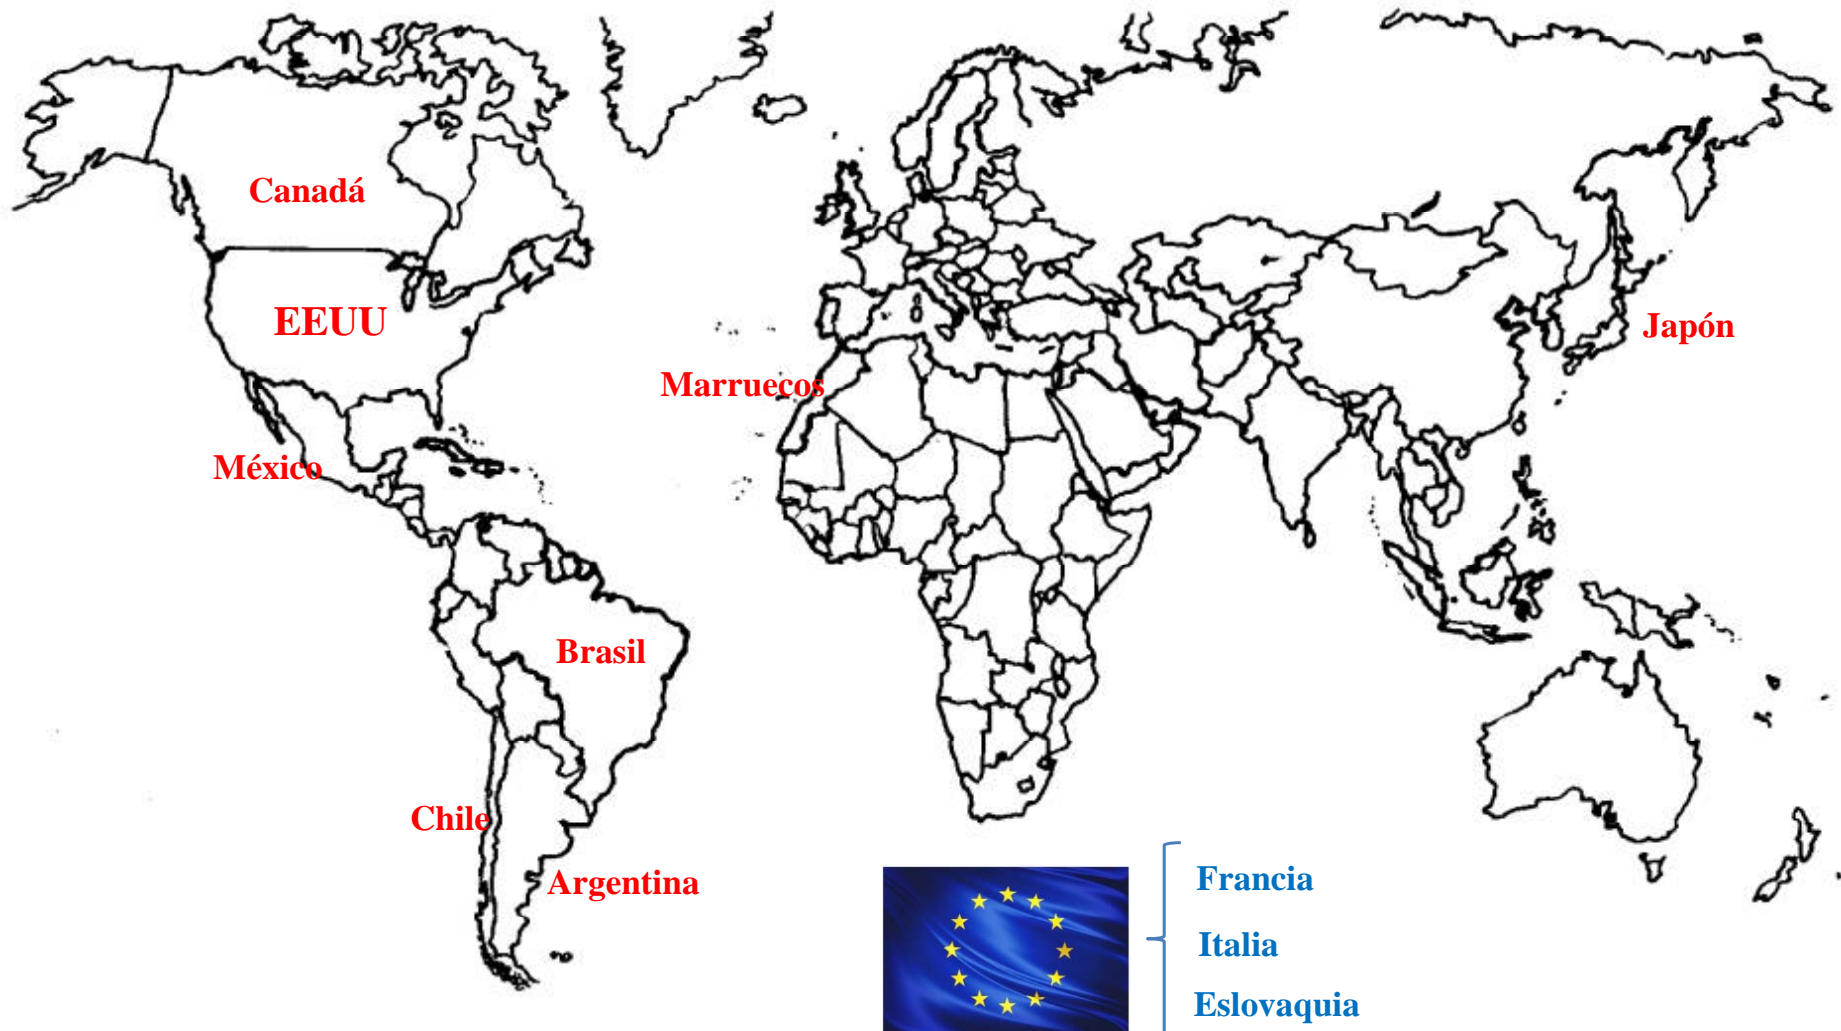 Canadá
EEUU
Japón
Marruecos
México
Brasil
Chile
Argentina
Francia
Italia
Eslovaquia